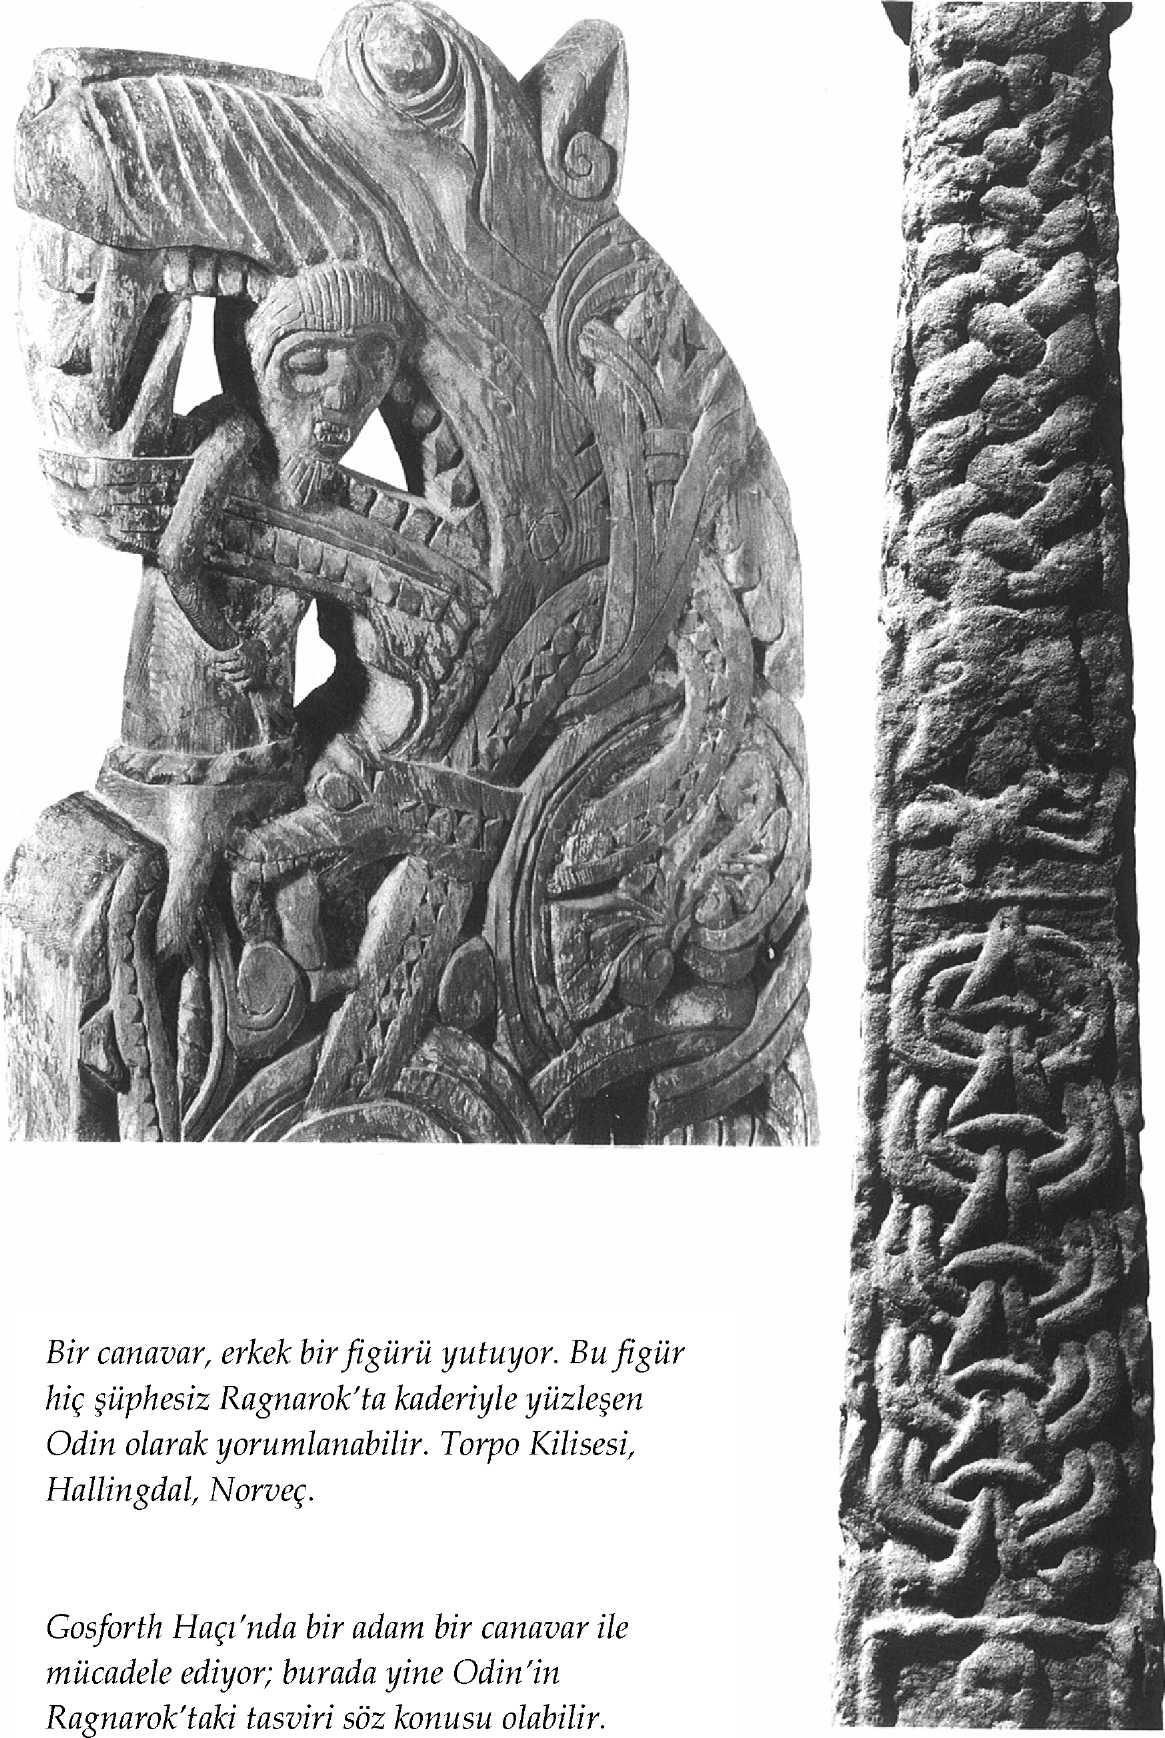 Bir canavar, erkek bir figürü yutuyor. Bu figür
hiç şüphesiz Ragnarok’ta kaderiyle yüzleşen
Odin olarak yorumlanabilir. Torpo Kilisesi,
Hallingdal, Norveç.
Gosforth Haçı’nda bir adam bir canavar ile
mücadele ediyor; burada yine Odin’in
Ragnarok’taki tasviri söz konusu olabilir.